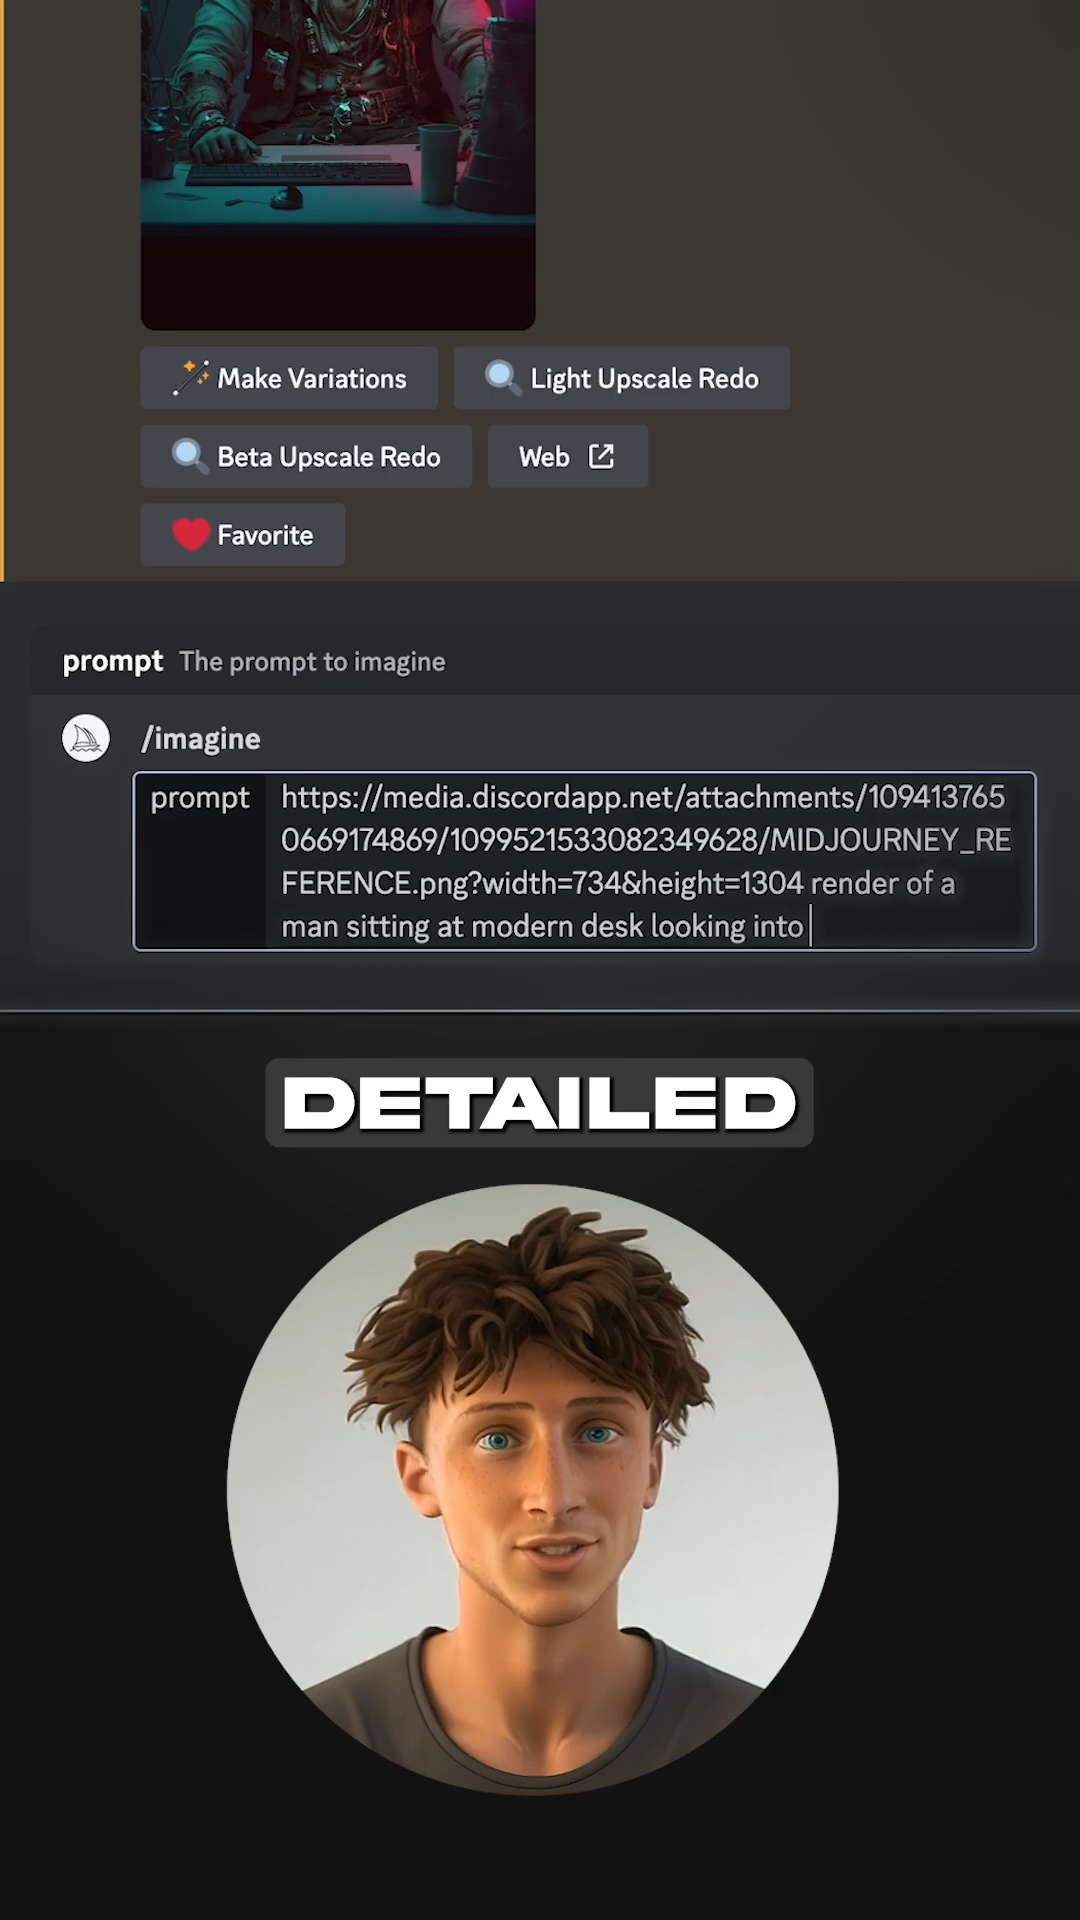 Make Variations
Light Upscale Redo
Beta Upscale Redo
Web
Favorite
prompt The prompt to imagine
/imagine
prompt
https://media.discordapp.net/attachments/109413765
0669174869/1099521533082349628/MIDJOURNEY_RE
FERENCE.png?width=734&height=1304 render of a
man sitting at modern desk looking into
DETAILED